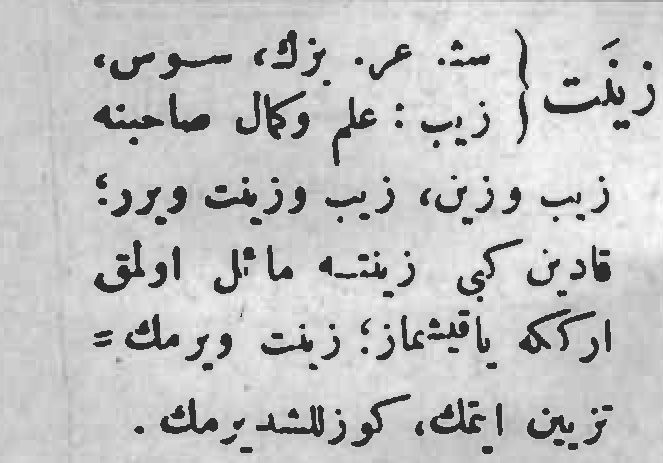 زینَت { سذ. عر. بزك، سوس،
زیب : علم وكمال صاحبنه
زیب وزین، زیب وزینت ویرر؛
قادین كبی زینتـه مائل اولمق
ارككه یاقیشماز؛ زینت ویرمك =
تزیین ایتمك، كوزللشدیرمك .